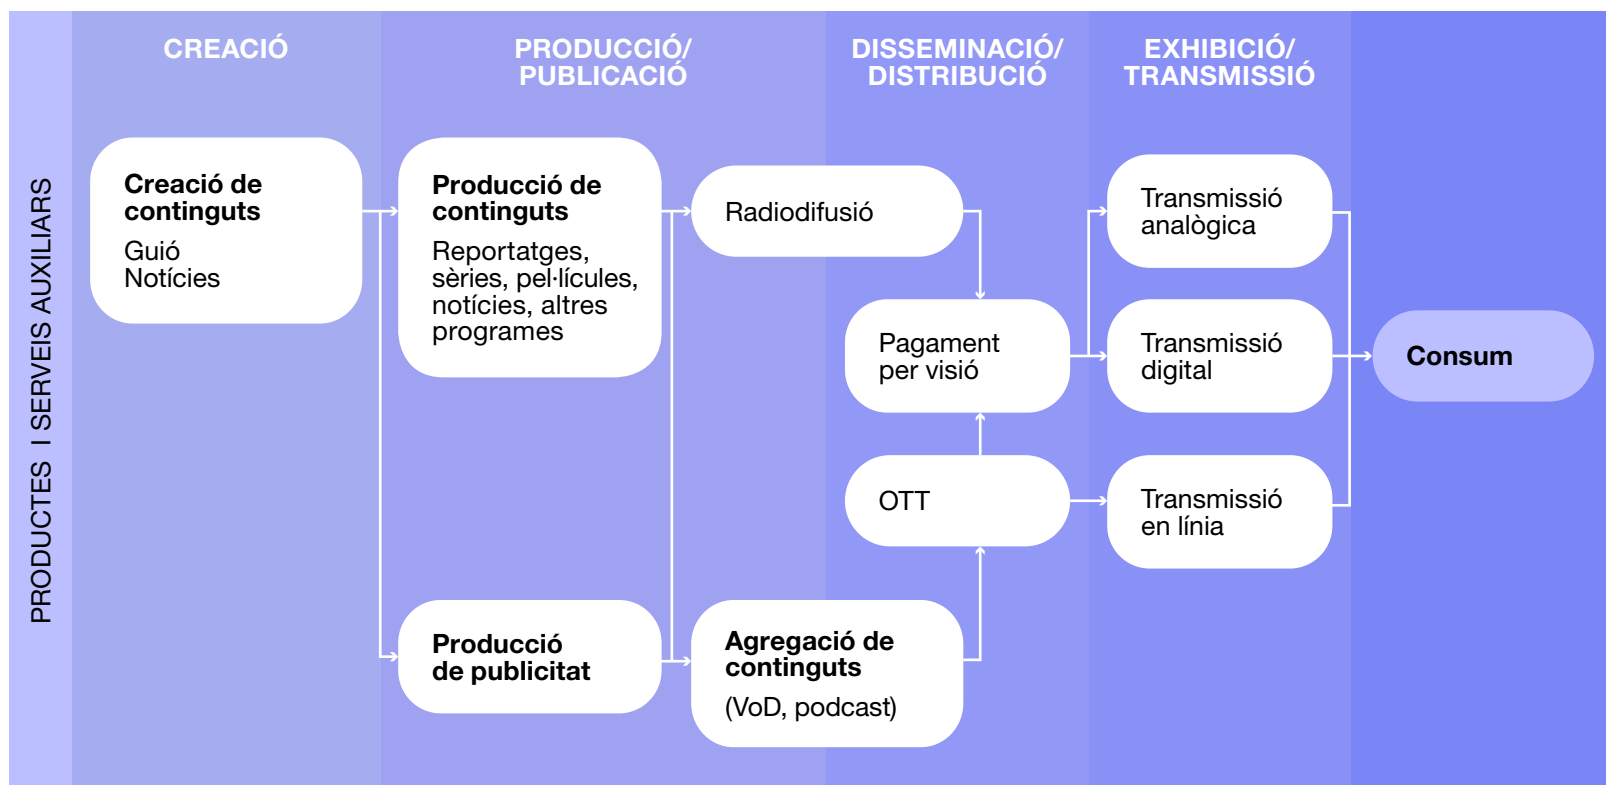 PRODUCTES I SERVEIS AUXILIARS
CREACIÓ
PRODUCCIÓ/
PUBLICACIÓ
DISSEMINACIÓ/
DISTRIBUCIÓ
EXHIBICIÓ/
TRANSMISSIÓ
Creació de
continguts
Guió
Notícies
Producció de
continguts
Reportatges,
sèries, pel·lícules,
notícies, altres
programes
Radiodifusió
Transmissió
analògica
Pagament
per visió
Transmissió
digital
Consum
OTT
Transmissió
en línia
Producció
de publicitat
Agregació de
continguts
(VoD, podcast)